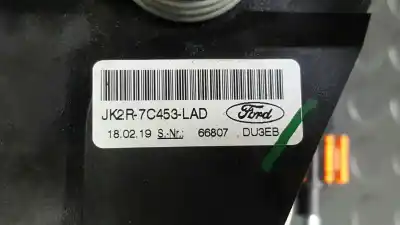 JK2R-7C453-LAD Ford
18.02.19 S.-Nr.: 66807 DU3EB